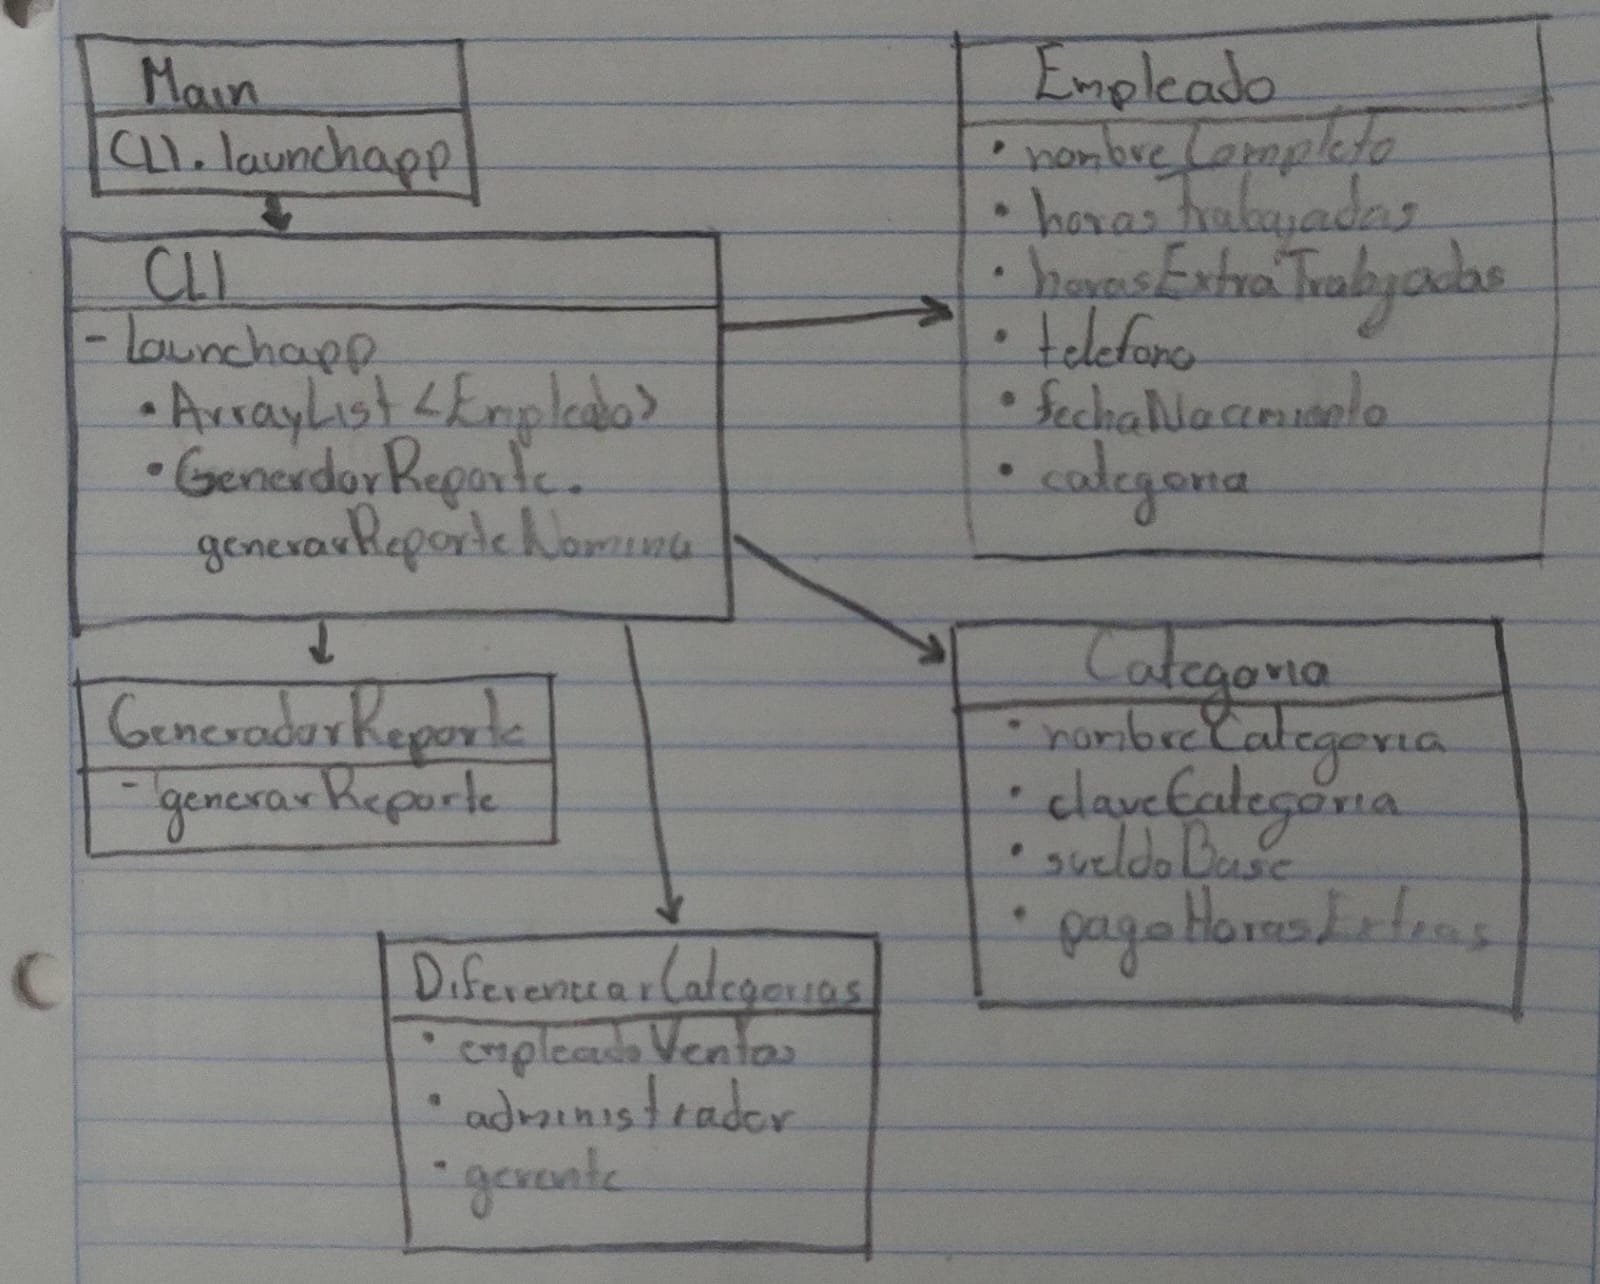 Main
CLI.launchapp
CLI
- launchapp
• ArrayList <Empleado>
• GenerdorReporte.
generarReporteNomina
GeneradorReporte
- generarReporte
DiferenciarCategorias
• empleadoVentas
• administrador
• gerente
Empleado
• nombreCompleto
• horasTrabajadas
• horasExtraTrabajadas
• telefono
• fechaNacimiento
• categoria
Categoria
• nombreCategoria
• claveCategoria
• sueldoBase
• pagoHorasExtras